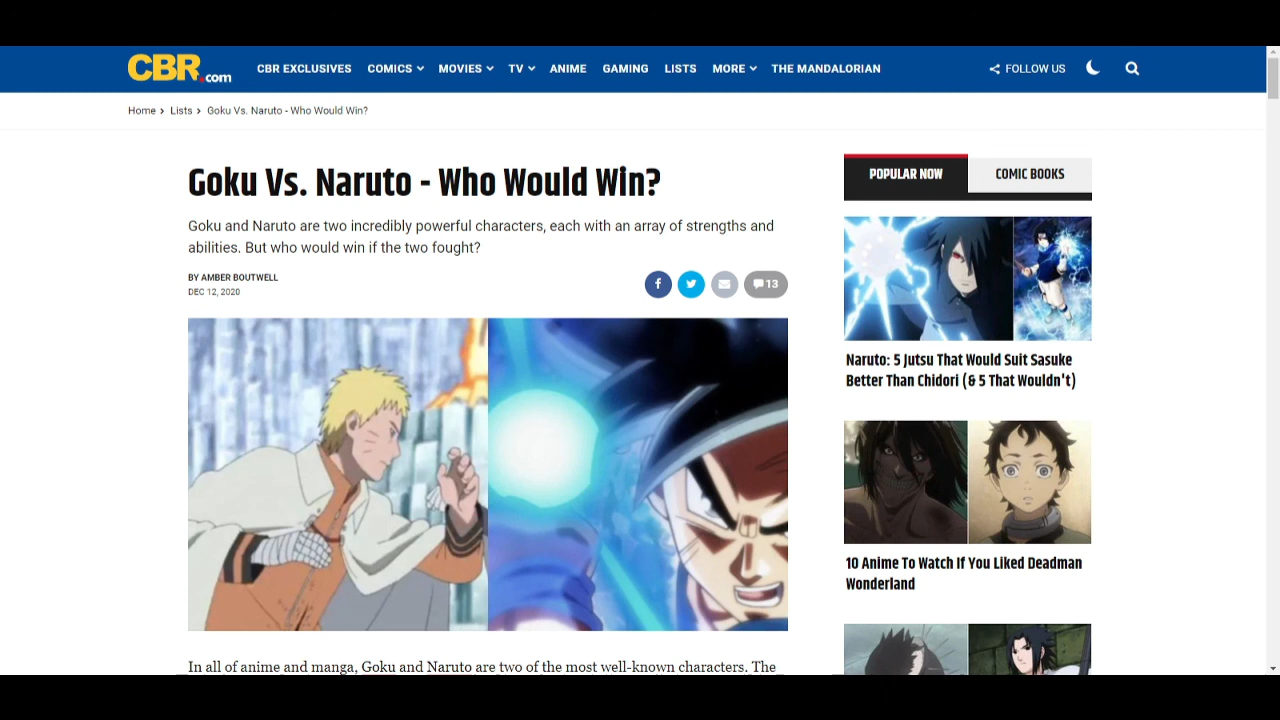 CBR.com
CBR EXCLUSIVES COMICS MOVIES TV ANIME GAMING LISTS MORE THE MANDALORIAN FOLLOW US
Home > Lists > Goku Vs. Naruto - Who Would Win?
Goku Vs. Naruto - Who Would Win?
Goku and Naruto are two incredibly powerful characters, each with an array of strengths and
abilities. But who would win if the two fought?
BY AMBER BOUTWELL
DEC 12, 2020
13
In all of anime and manga, Goku and Naruto are two of the most well-known characters. The
POPULAR NOW
COMIC BOOKS
Naruto: 5 Jutsu That Would Suit Sasuke
Better Than Chidori (& 5 That Wouldn't)
10 Anime To Watch If You Liked Deadman
Wonderland